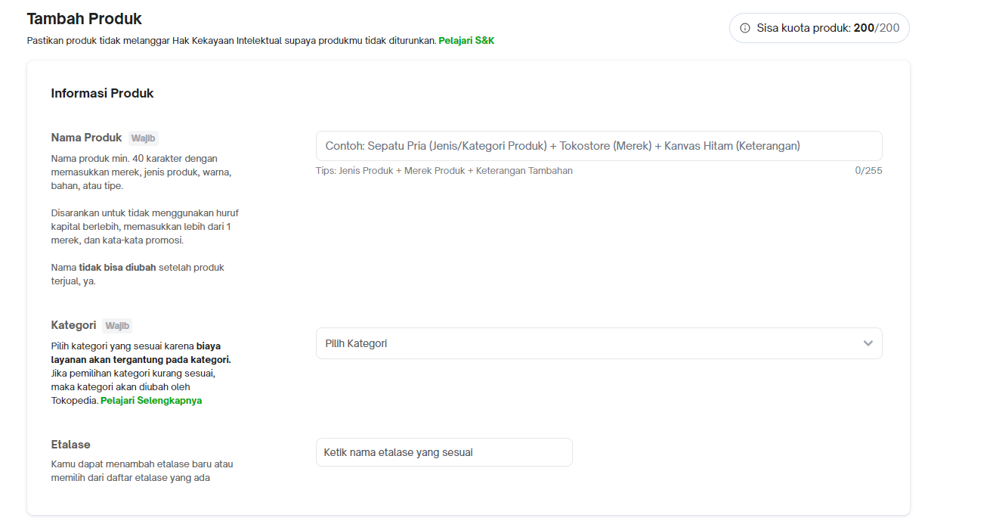 Tambah Produk
Pastikan produk tidak melanggar Hak Kekayaan Intelektual supaya produkmu tidak diturunkan. Pelajari S&K
Sisa kuota produk: 200/200
Informasi Produk
Nama Produk Wajib
Nama produk min. 40 karakter dengan
memasukkan merek, jenis produk, warna,
bahan, atau tipe.
Disarankan untuk tidak menggunakan huruf
kapital berlebih, memasukkan lebih dari 1
merek, dan kata-kata promosi.
Nama tidak bisa diubah setelah produk
terjual, ya.
Contoh: Sepatu Pria (Jenis/Kategori Produk) + Tokostore (Merek) + Kanvas Hitam (Keterangan)
Tips: Jenis Produk + Merek Produk + Keterangan Tambahan
0/255
Kategori Wajib
Pilih kategori yang sesuai karena biaya
layanan akan tergantung pada kategori.
Jika pemilihan kategori kurang sesuai,
maka kategori akan diubah oleh
Tokopedia. Pelajari Selengkapnya
Pilih Kategori
Etalase
Kamu dapat menambah etalase baru atau
memilih dari daftar etalase yang ada
Ketik nama etalase yang sesuai